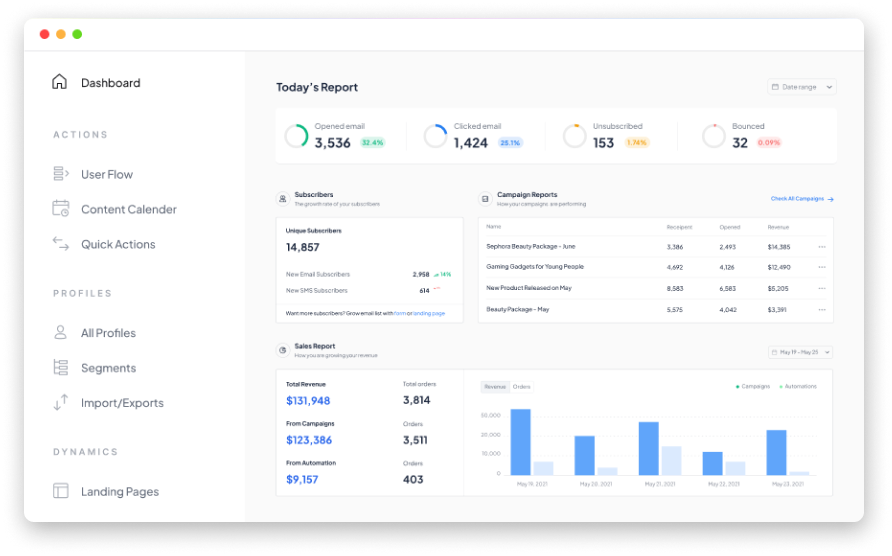 Dashboard
ACTIONS
User Flow
Content Calender
Quick Actions
PROFILES
All Profiles
Segments
Import/Exports
DYNAMICS
Landing Pages
Today's Report
Date range
Opened email
3,536 32.4%
Clicked email
1,424 25.1%
Unsubscribed
153 1.74%
Bounced
32 0.09%
Subscribers
The growth rate of your subscribers
Unique Subscribers
14,857
New Email Subscribers 2,958 14%
New SMS Subscribers 614
Want more subscribers? Grow email list with form or landing page
Campaign Reports
How your campaigns are performing
Check All Campaigns
Name Receipent Opened Revenue
Sephora Beauty Package - June 3,386 2,493 $14,385
Gaming Gadgets for Young People 4,692 4,126 $12,490
New Product Released on May 8,583 6,583 $5,205
Beauty Package - May 5,575 4,042 $3,391
Sales Report
How you are growing your revenue
May 19 - May 23
Total Revenue Total orders
$131,948 3,814
From Campaigns Orders
$123,386 3,511
From Automation Orders
$9,157 403
Revenue Orders
Campaigns Automations
20,000
10,000
0
May 19, 2021 May 20, 2021 May 21, 2021 May 22, 2021 May 23, 2021